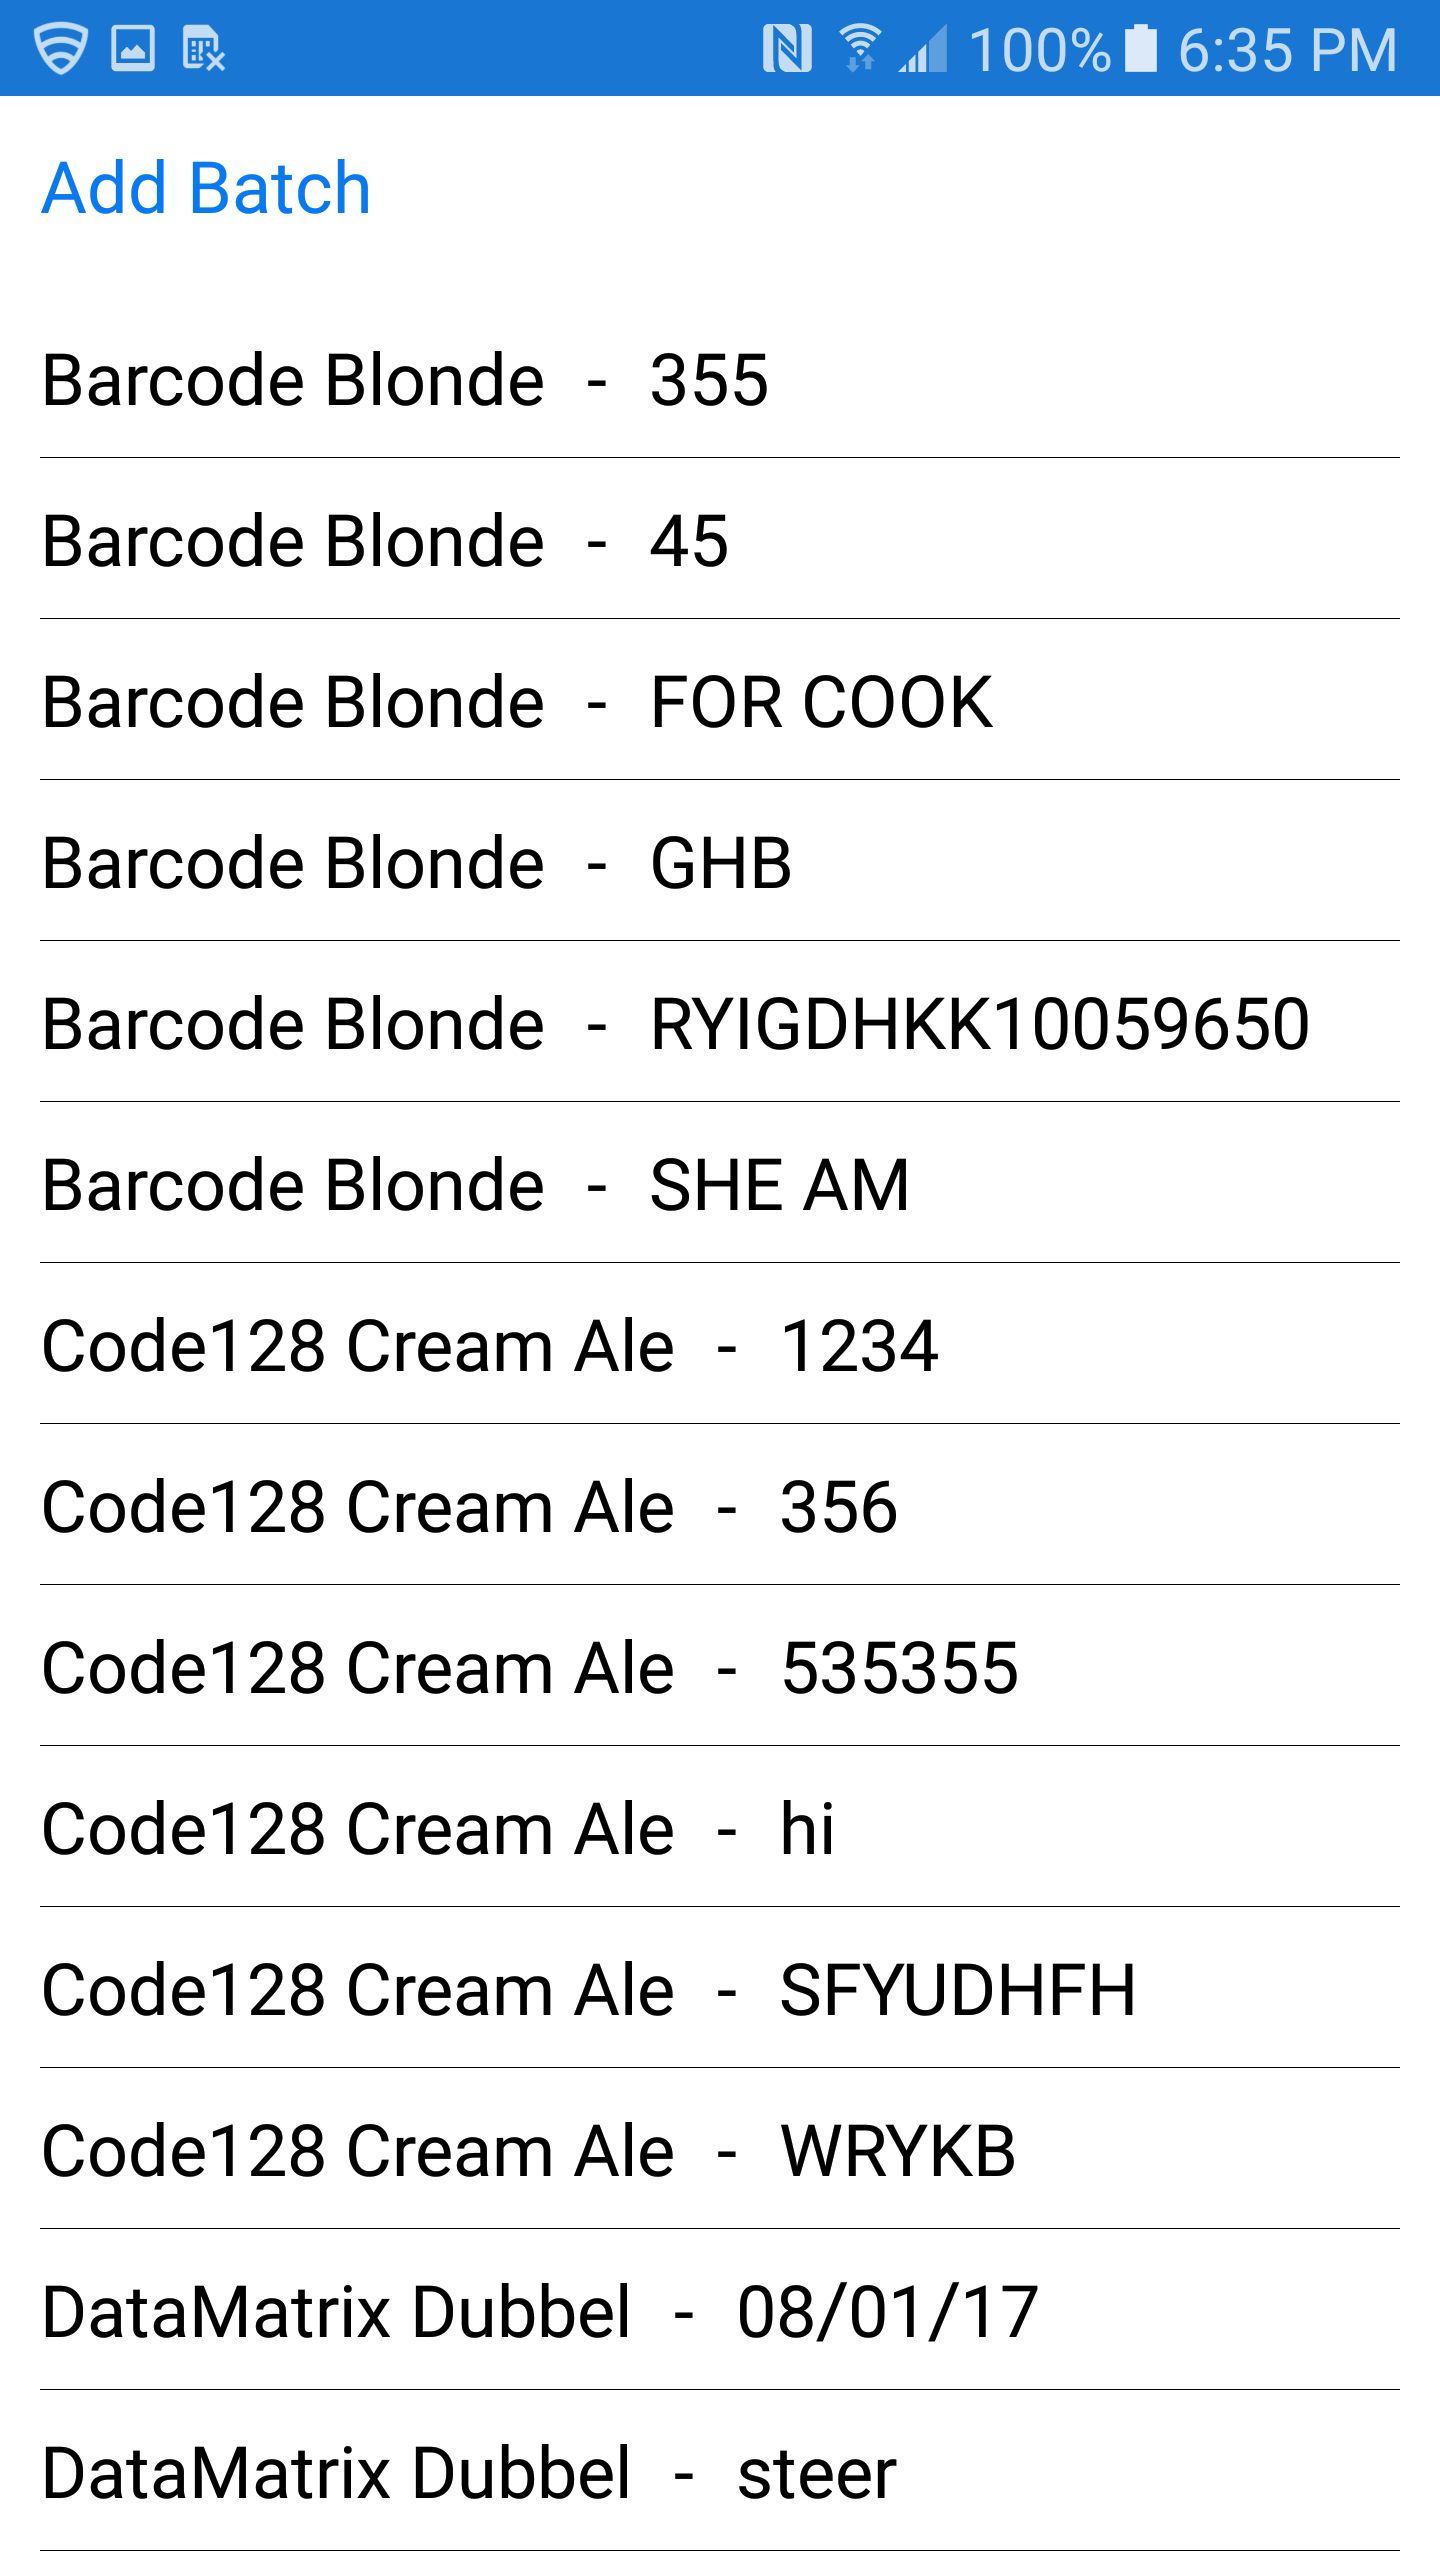 100% 6:35 PM
Add Batch
Barcode Blonde - 355
Barcode Blonde - 45
Barcode Blonde - FOR COOK
Barcode Blonde - GHB
Barcode Blonde - RYIGDHKK10059650
Barcode Blonde - SHE AM
Code128 Cream Ale - 1234
Code128 Cream Ale - 356
Code128 Cream Ale - 535355
Code128 Cream Ale - hi
Code128 Cream Ale - SFYUDHFH
Code128 Cream Ale - WRYKB
DataMatrix Dubbel - 08/01/17
DataMatrix Dubbel - steer